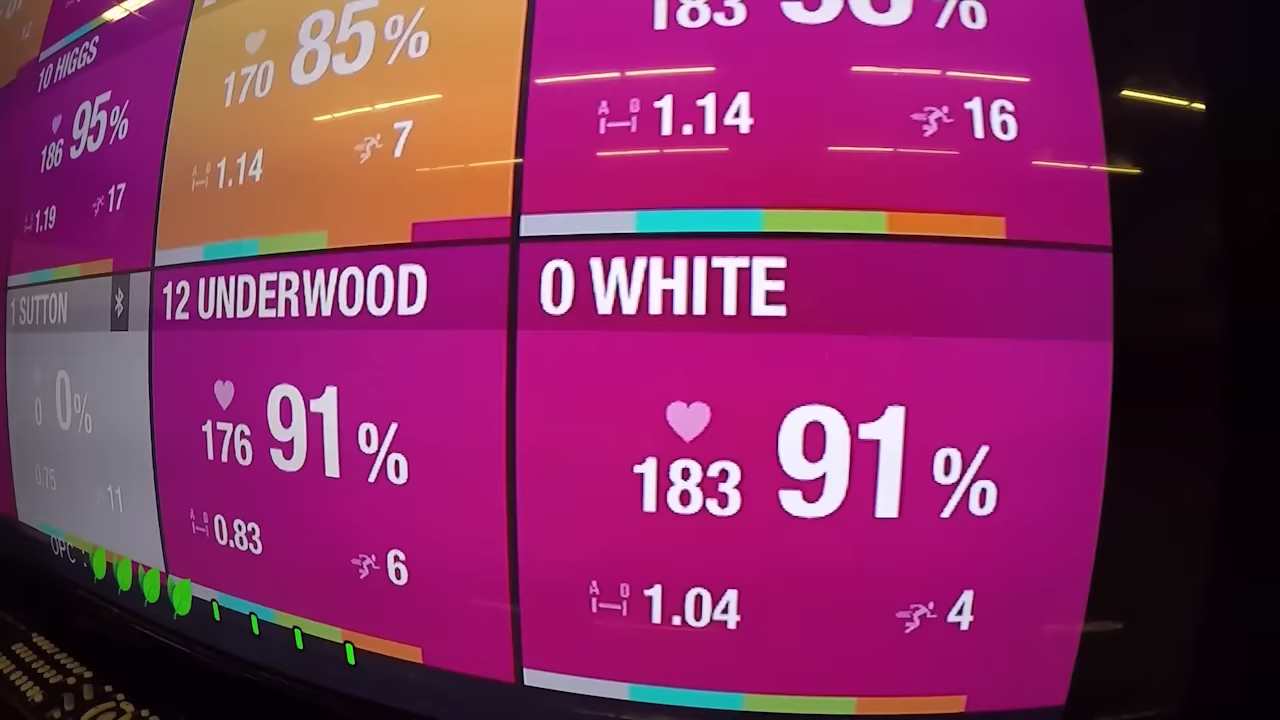 10 HIGGS
186 95%
1.19 17
170 85%
A B
1.14 7
183
%
A B
1.14 16
1 SUTTON
0 0%
0.75 11
12 UNDERWOOD
176 91%
A B
0.83 6
0 WHITE
183 91%
A B
1.04 4